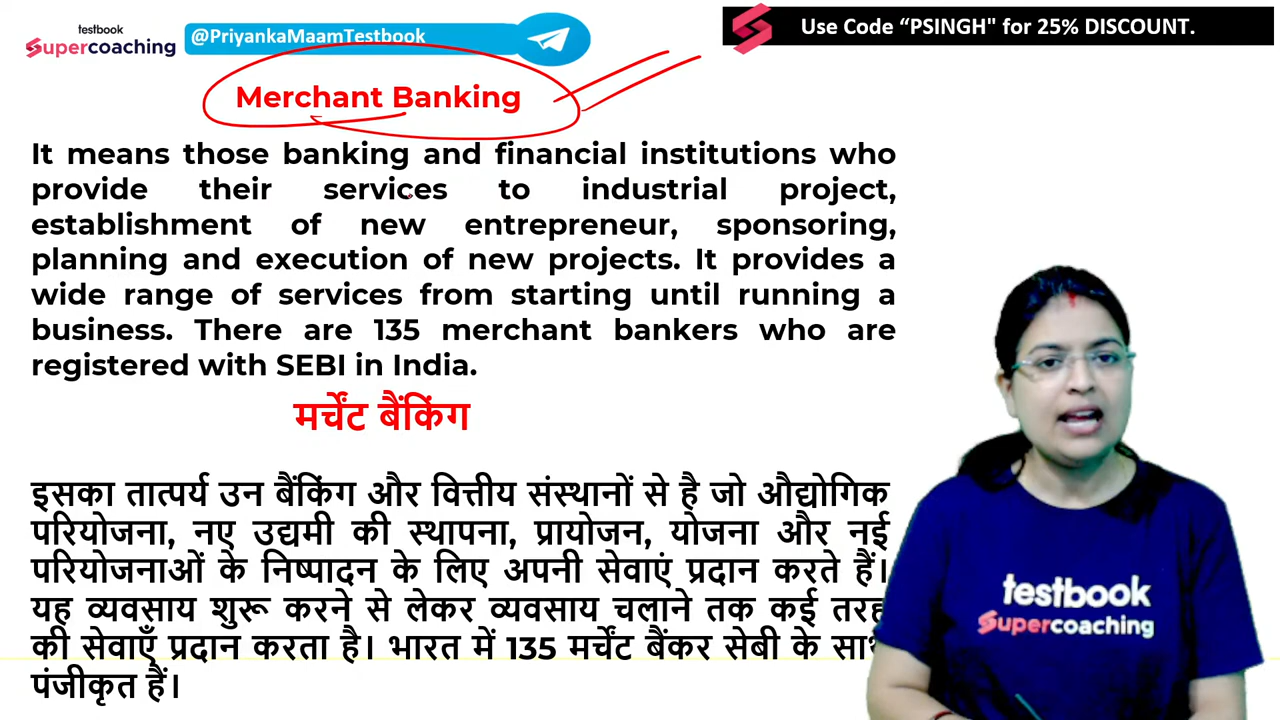 testbook
Supercoaching
@PriyankaMaamTestbook
Use Code “PSINGH" for 25% DISCOUNT.
Merchant Banking
It means those banking and financial institutions who
provide their services to industrial project,
establishment of new entrepreneur, sponsoring,
planning and execution of new projects. It provides a
wide range of services from starting until running a
business. There are 135 merchant bankers who are
registered with SEBI in India.
मर्चेंट बैंकिंग
इसका तात्पर्य उन बैंकिंग और वित्तीय संस्थानों से है जो औद्योगिक
परियोजना, नए उद्यमी की स्थापना, प्रायोजन, योजना और नई
परियोजनाओं के निष्पादन के लिए अपनी सेवाएं प्रदान करते हैं।
यह व्यवसाय शुरू करने से लेकर व्यवसाय चलाने तक कई तरह
की सेवाएँ प्रदान करता है। भारत में 135 मर्चेंट बैंकर सेबी के साथ
पंजीकृत हैं।
testbook
Supercoaching